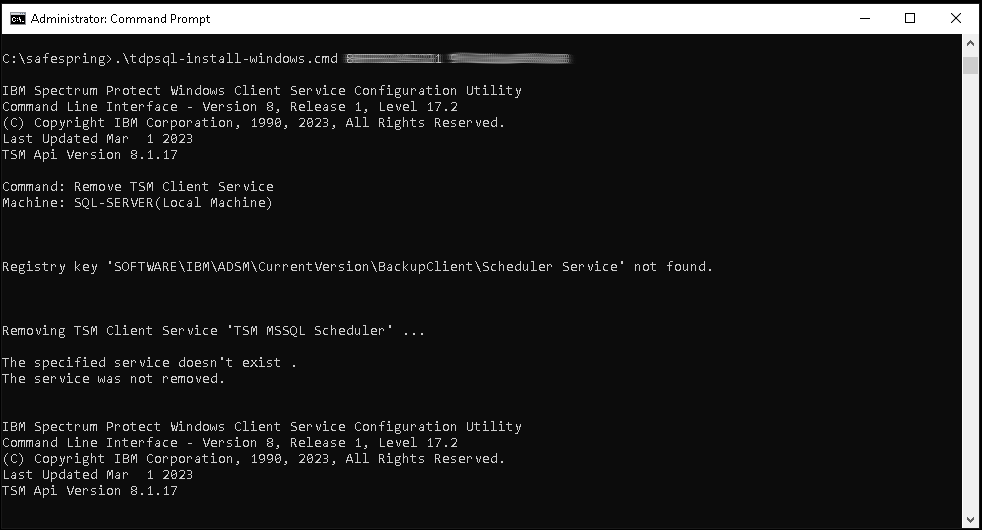 Administrator: Command Prompt
C:\safespring>.\tdpsql-install-windows.cmd
IBM Spectrum Protect Windows Client Service Configuration Utility
Command Line Interface - Version 8, Release 1, Level 17.2
(C) Copyright IBM Corporation, 1990, 2023, All Rights Reserved.
Last Updated Mar  1 2023
TSM Api Version 8.1.17
Command: Remove TSM Client Service
Machine: SQL-SERVER(Local Machine)
Registry key 'SOFTWARE\IBM\ADSM\CurrentVersion\BackupClient\Scheduler Service' not found.
Removing TSM Client Service 'TSM MSSQL Scheduler' ...
The specified service doesn't exist .
The service was not removed.
IBM Spectrum Protect Windows Client Service Configuration Utility
Command Line Interface - Version 8, Release 1, Level 17.2
(C) Copyright IBM Corporation, 1990, 2023, All Rights Reserved.
Last Updated Mar  1 2023
TSM Api Version 8.1.17